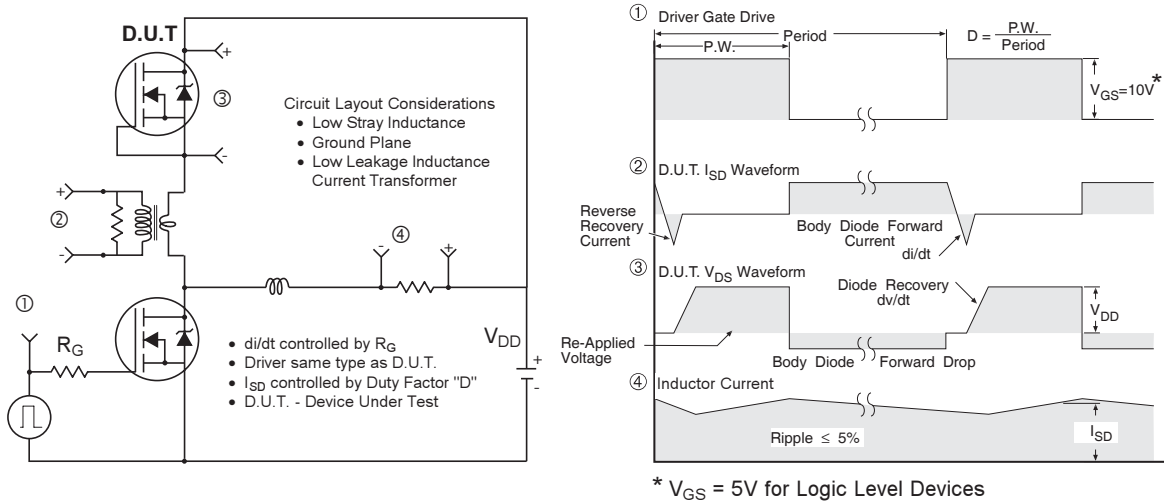 D.U.T
+
③
-
Circuit Layout Considerations
• Low Stray Inductance
• Ground Plane
• Low Leakage Inductance
Current Transformer
+
②
-
④
-
+
①
R_G
V_DD
+
-
• di/dt controlled by R_G
• Driver same type as D.U.T.
• I_SD controlled by Duty Factor "D"
• D.U.T. - Device Under Test
① Driver Gate Drive
P.W.
Period
D = P.W. / Period
V_GS=10V*
② D.U.T. I_SD Waveform
Reverse
Recovery
Current
Body Diode Forward
Current
di/dt
③ D.U.T. V_DS Waveform
Diode Recovery
dv/dt
V_DD
Re-Applied
Voltage
Body Diode Forward Drop
④ Inductor Current
Ripple ≤ 5%
I_SD
* V_GS = 5V for Logic Level Devices